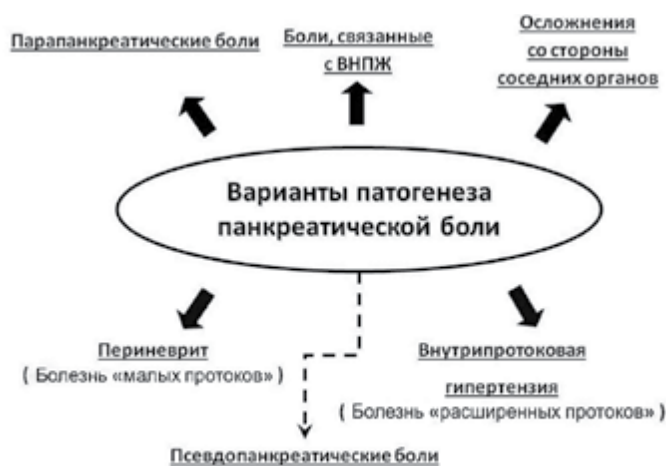 Парапанкреатические боли
Боли, связанные
с ВНПЖ
Осложнения
со стороны
соседних органов
Варианты патогенеза
панкреатической боли
Периневрит
( Болезнь «малых протоков» )
Внутрипротоковая
гипертензия
( Болезнь «расширенных протоков» )
Псевдопанкреатические боли